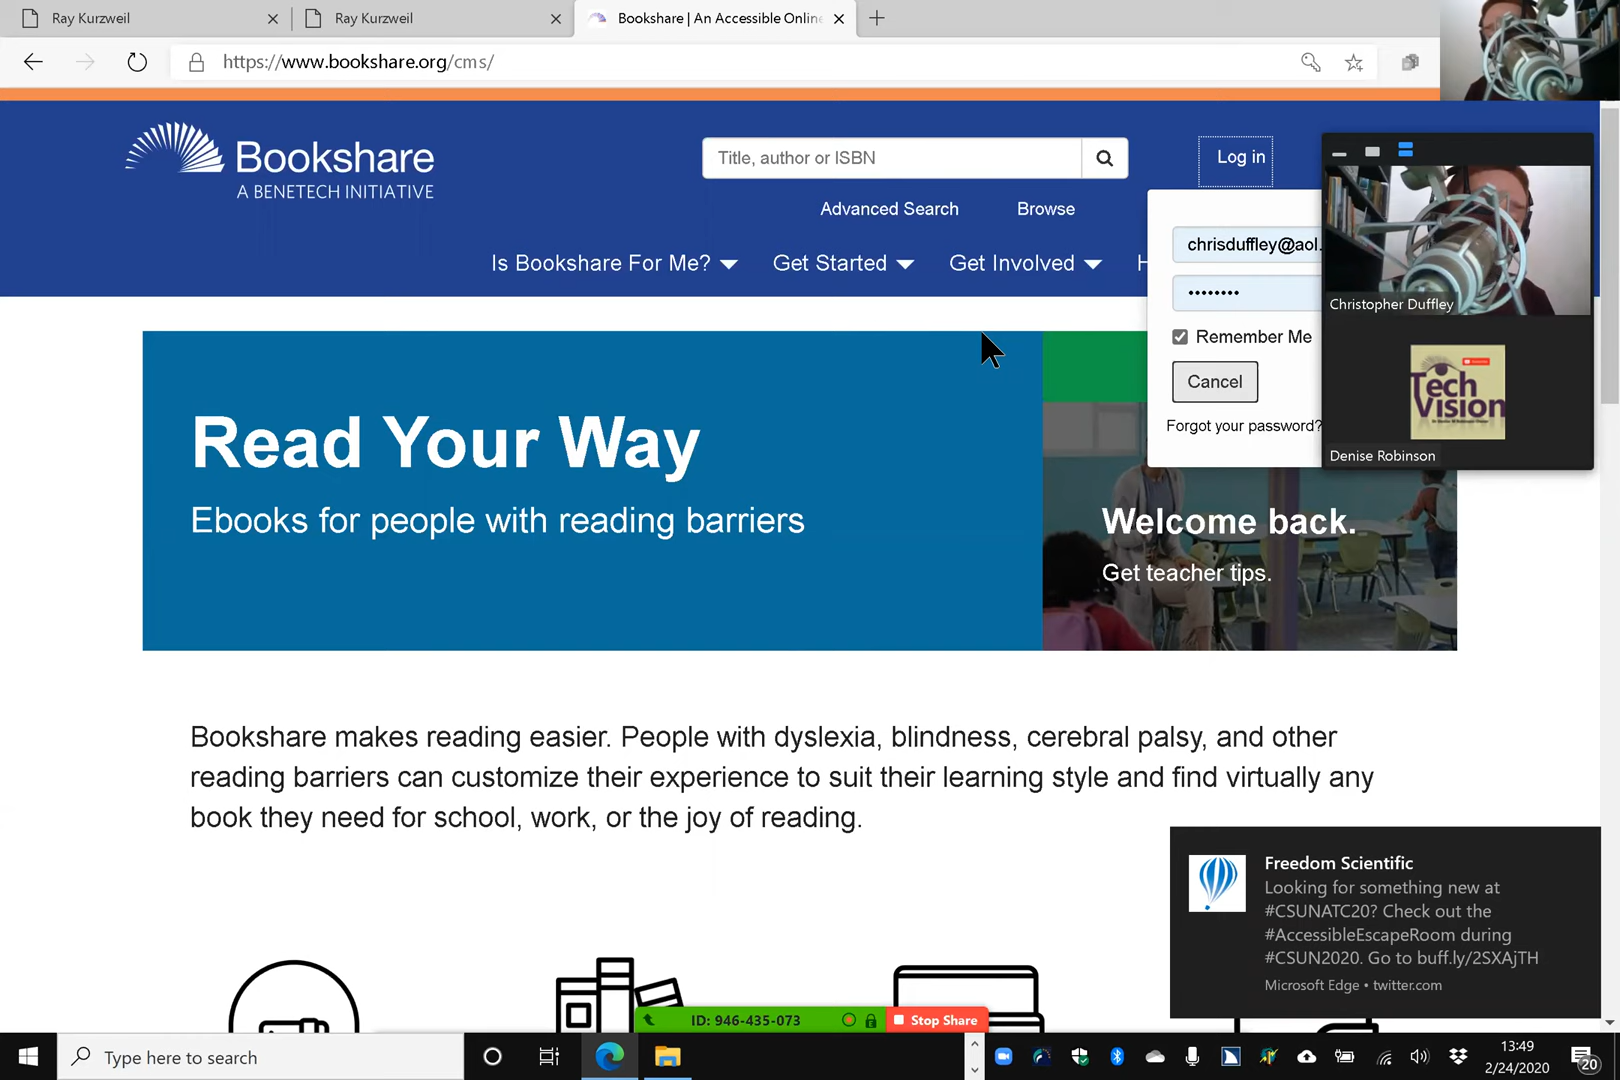 Ray Kurzweil
Ray Kurzweil
Bookshare | An Accessible Online
https://www.bookshare.org/cms/
Bookshare
A BENETECH INITIATIVE
Title, author or ISBN
Log in
Advanced Search
Browse
Is Bookshare For Me?
Get Started
Get Involved
H
chrisduffley@aol.
••••••••
Remember Me
Cancel
Forgot your password?
Christopher Duffley
Tech
Vision
Denise Robinson
Read Your Way
Ebooks for people with reading barriers
Welcome back.
Get teacher tips.
Bookshare makes reading easier. People with dyslexia, blindness, cerebral palsy, and other
reading barriers can customize their experience to suit their learning style and find virtually any
book they need for school, work, or the joy of reading.
Freedom Scientific
Looking for something new at
#CSUNATC20? Check out the
#AccessibleEscapeRoom during
#CSUN2020. Go to buff.ly/2SXAjTH
Microsoft Edge • twitter.com
ID: 946-435-073
Stop Share
Type here to search
13:49
2/24/2020
20